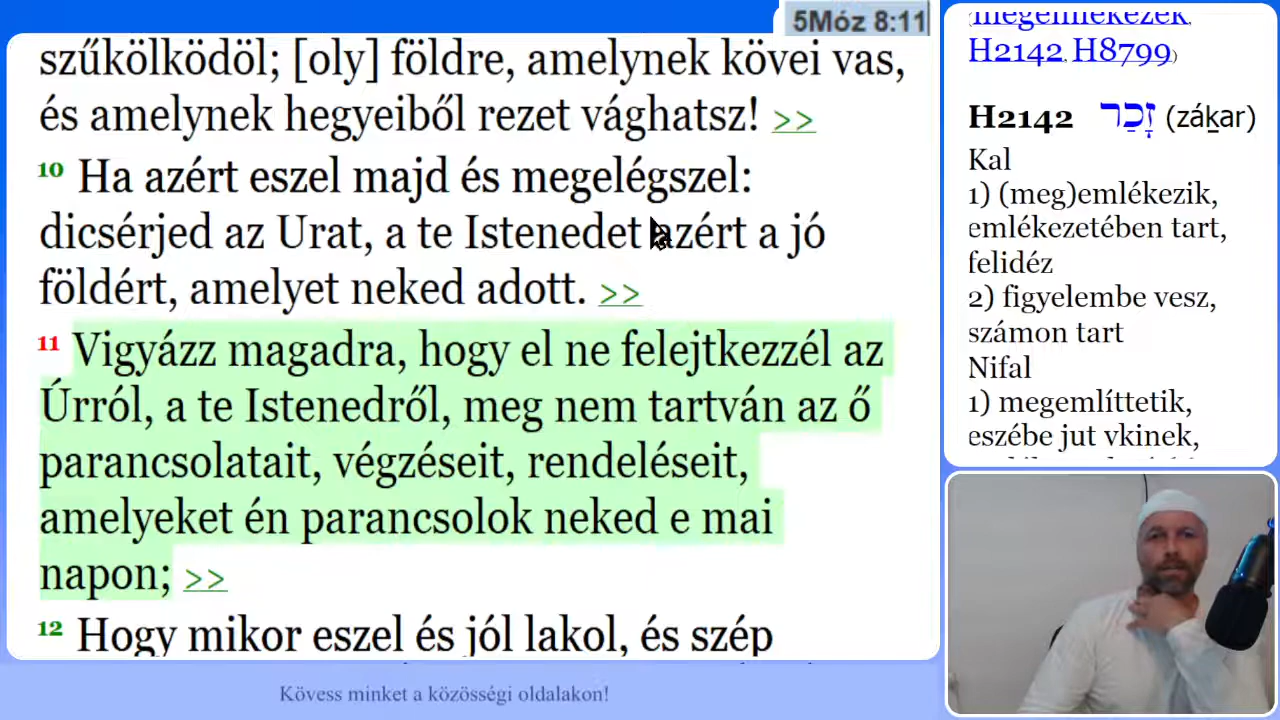 5Móz 8:11
szűkölködöl; [oly] földre, amelynek kövei vas,
és amelynek hegyeiből rezet vághatsz! >>
10 Ha azért eszel majd és megelégszel:
dicsérjed az Urat, a te Istenedet azért a jó
földért, amelyet neked adott. >>
11 Vigyázz magadra, hogy el ne felejtkezzél az
Úrról, a te Istenedről, meg nem tartván az ő
parancsolatait, végzéseit, rendeléseit,
amelyeket én parancsolok neked e mai
napon; >>
12 Hogy mikor eszel és jól lakol, és szép
megemlékezek
H2142, H8799)
H2142 זָכַר (zákar)
Kal
1) (meg)emlékezik,
emlékezetében tart,
felidéz
2) figyelembe vesz,
számon tart
Nifal
1) megemlíttetik,
eszébe jut vkinek,
Kövess minket a közösségi oldalakon!